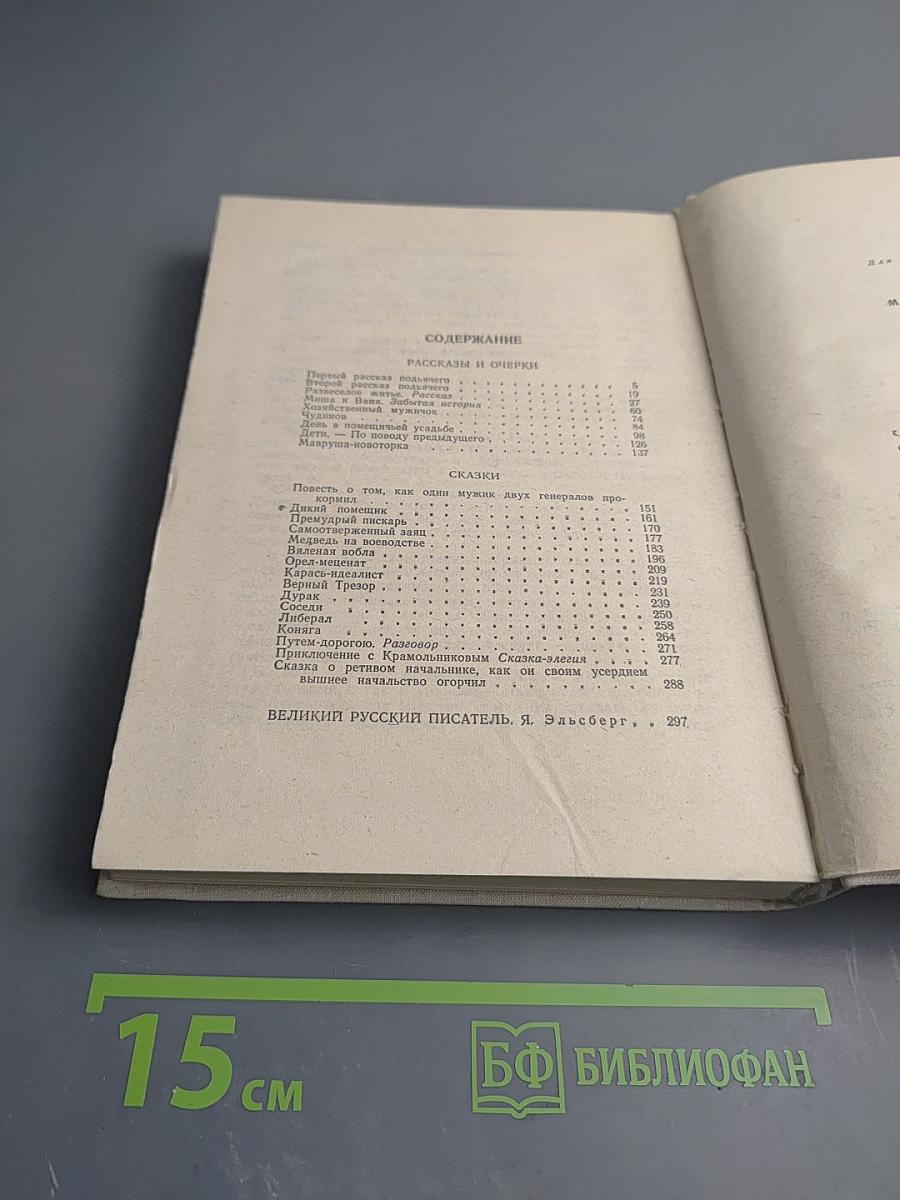 СОДЕРЖАНИЕ
РАССКАЗЫ И ОЧЕРКИ
Первый рассказ подьячего . . . . . . . . . . . 5
Второй рассказ подьячего . . . . . . . . . . . 19
Развеселое житье. Рассказ . . . . . . . . . . . 27
Миша и Ваня. Забытая история . . . . . . . . . 60
Хозяйственный мужичок . . . . . . . . . . . 74
Чудинов . . . . . . . . . . . 84
День в помещичьей усадьбе . . . . . . . . . . . 98
Дети. — По поводу предыдущего . . . . . . . . . 126
Мавруша-новоторка . . . . . . . . . . . 137
СКАЗКИ
Повесть о том, как один мужик двух генералов про-
кормил . . . . . . . . . . . 151
Дикий помещик . . . . . . . . . . . 161
Премудрый пискарь . . . . . . . . . . . 170
Самоотверженный заяц . . . . . . . . . . . 177
Медведь на воеводстве . . . . . . . . . . . 183
Вяленая вобла . . . . . . . . . . . 196
Орел-меценат . . . . . . . . . . . 209
Карась-идеалист . . . . . . . . . . . 219
Верный Трезор . . . . . . . . . . . 231
Дурак . . . . . . . . . . . 239
Соседи . . . . . . . . . . . 250
Либерал . . . . . . . . . . . 258
Коняга . . . . . . . . . . . 264
Путем-дорогою. Разговор . . . . . . . . . . . 271
Приключение с Крамольниковым Сказка-элегия . . . . 277
Сказка о ретивом начальнике, как он своим усердием
вышнее начальство огорчил . . . . . . . . . 288
ВЕЛИКИЙ РУССКИЙ ПИСАТЕЛЬ. Я. Эльсберг . . 297
Для
15 см
БФ БИБЛИОФАН